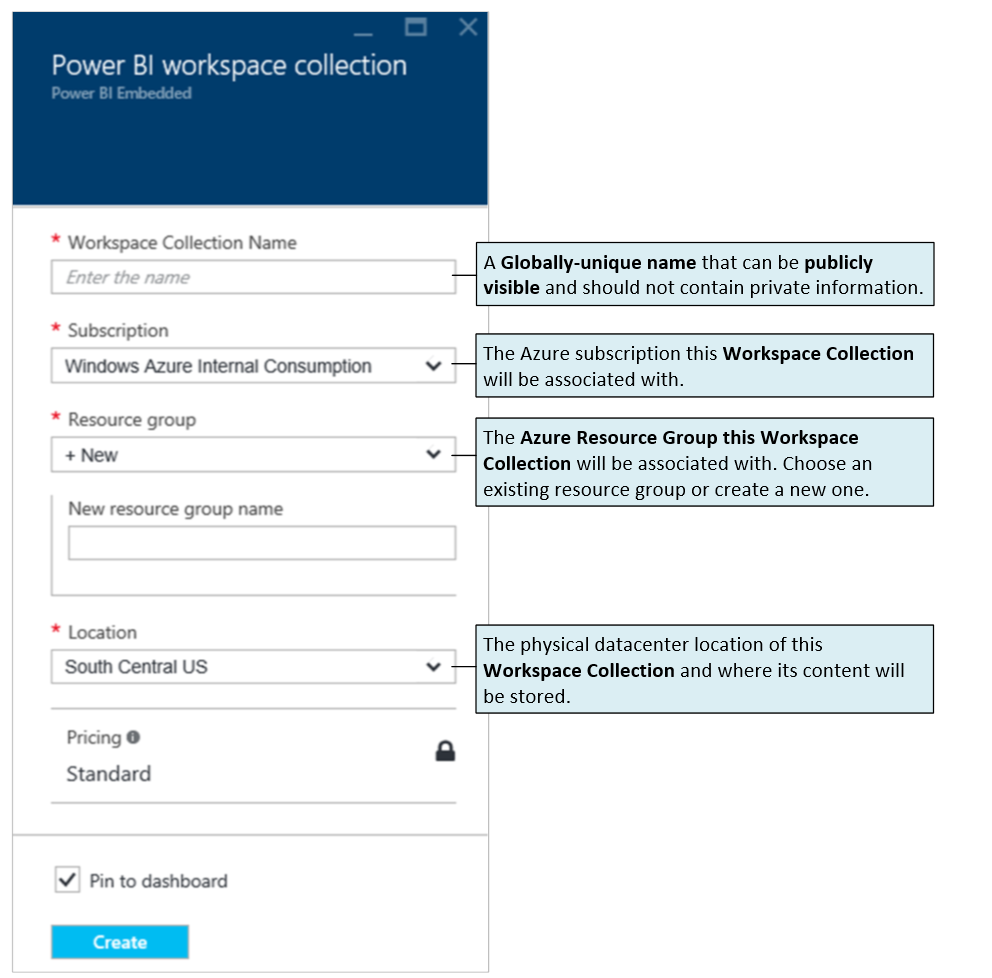 Power BI workspace collection
Power BI Embedded
* Workspace Collection Name
Enter the name
A Globally-unique name that can be publicly
visible and should not contain private information.
* Subscription
Windows Azure Internal Consumption
The Azure subscription this Workspace Collection
will be associated with.
* Resource group
+ New
The Azure Resource Group this Workspace
Collection will be associated with. Choose an
existing resource group or create a new one.
New resource group name
* Location
South Central US
The physical datacenter location of this
Workspace Collection and where its content will
be stored.
Pricing
Standard
Pin to dashboard
Create